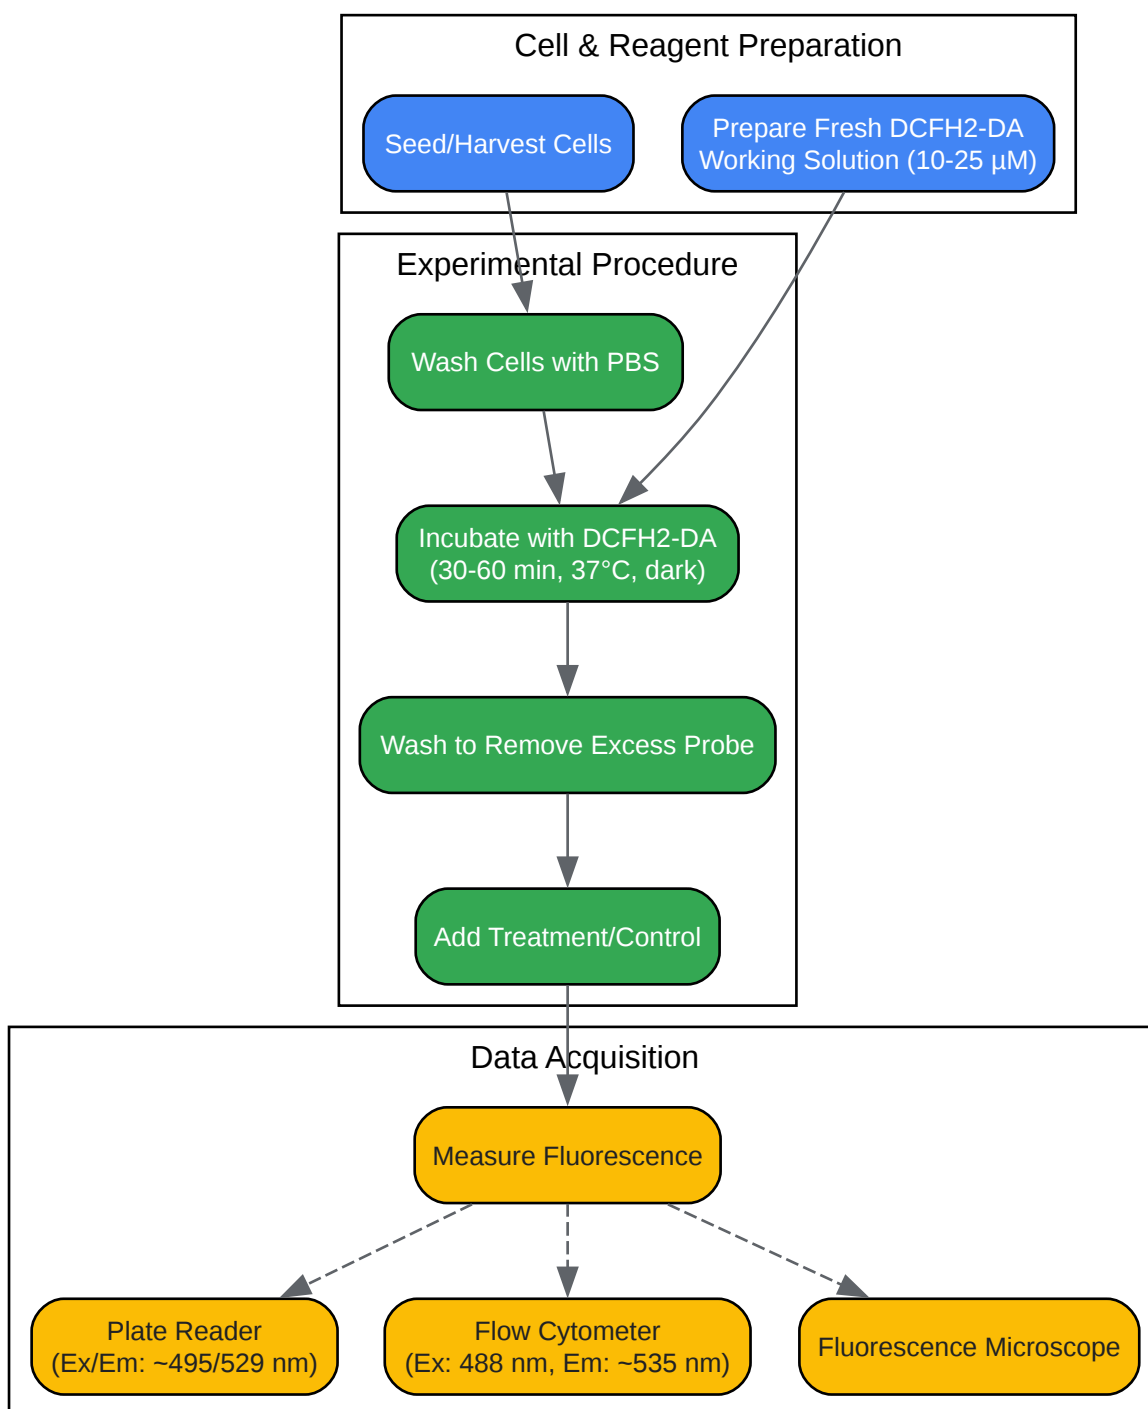 Cell & Reagent Preparation
Seed/Harvest Cells
Prepare Fresh DCFH2-DA
Working Solution (10-25 µM)
Experimental Procedure
Wash Cells with PBS
Incubate with DCFH2-DA
(30-60 min, 37°C, dark)
Wash to Remove Excess Probe
Add Treatment/Control
Data Acquisition
Measure Fluorescence
Plate Reader
(Ex/Em: ~495/529 nm)
Flow Cytometer
(Ex: 488 nm, Em: ~535 nm)
Fluorescence Microscope